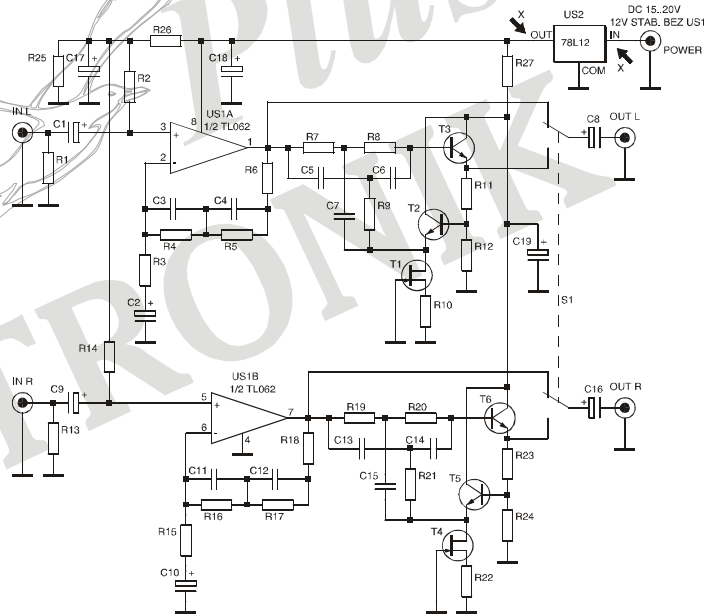 Plus
TRONIK
DC 15..20V
12V STAB. BEZ US1
X
US2
OUT
78L12
IN
COM
X
POWER
R26
R25
C17
+
R2
C18
+
R27
IN L
C1
+
R1
US1A
1/2 TL062
8
3
+
2
-
1
R6
R7
R8
T3
C8
+
OUT L
C5
C6
C3
C4
C7
R9
R11
T2
R4
R5
R12
C19
+
R3
T1
C2
+
R10
S1
R14
IN R
C9
+
R13
US1B
1/2 TL062
5
+
6
-
4
7
R18
R19
R20
T6
C16
+
OUT R
C13
C14
C11
C12
C15
R21
R23
T5
R16
R17
R24
R15
T4
C10
+
R22